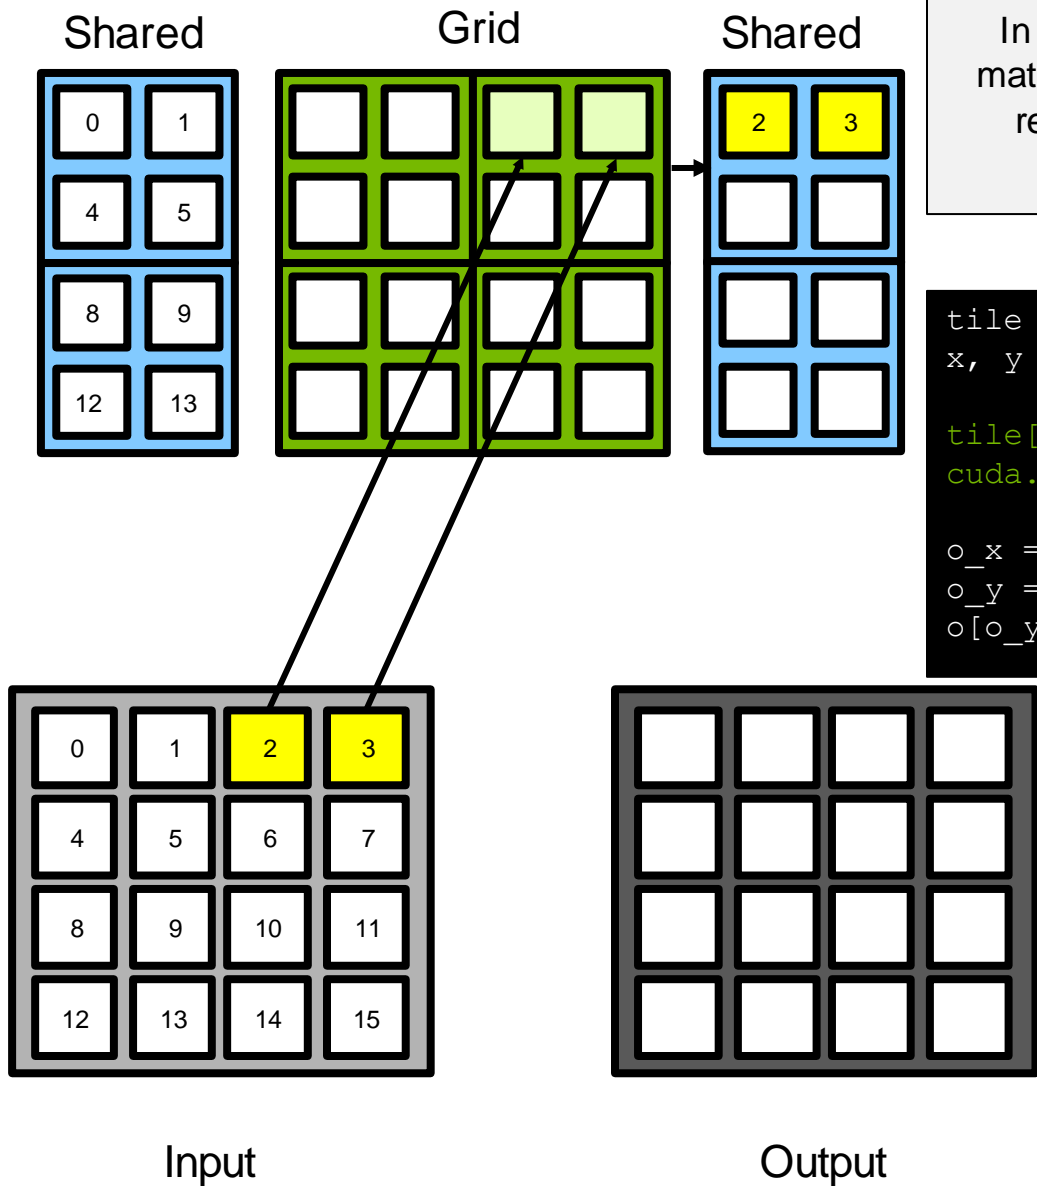 Shared
Grid
Shared
In
0 1
4 5
8 9
12 13
2 3
tile
x, y
tile[
cuda.
o_x =
o_y =
o[o_y
0 1 2 3
4 5 6 7
8 9 10 11
12 13 14 15
Input
Output